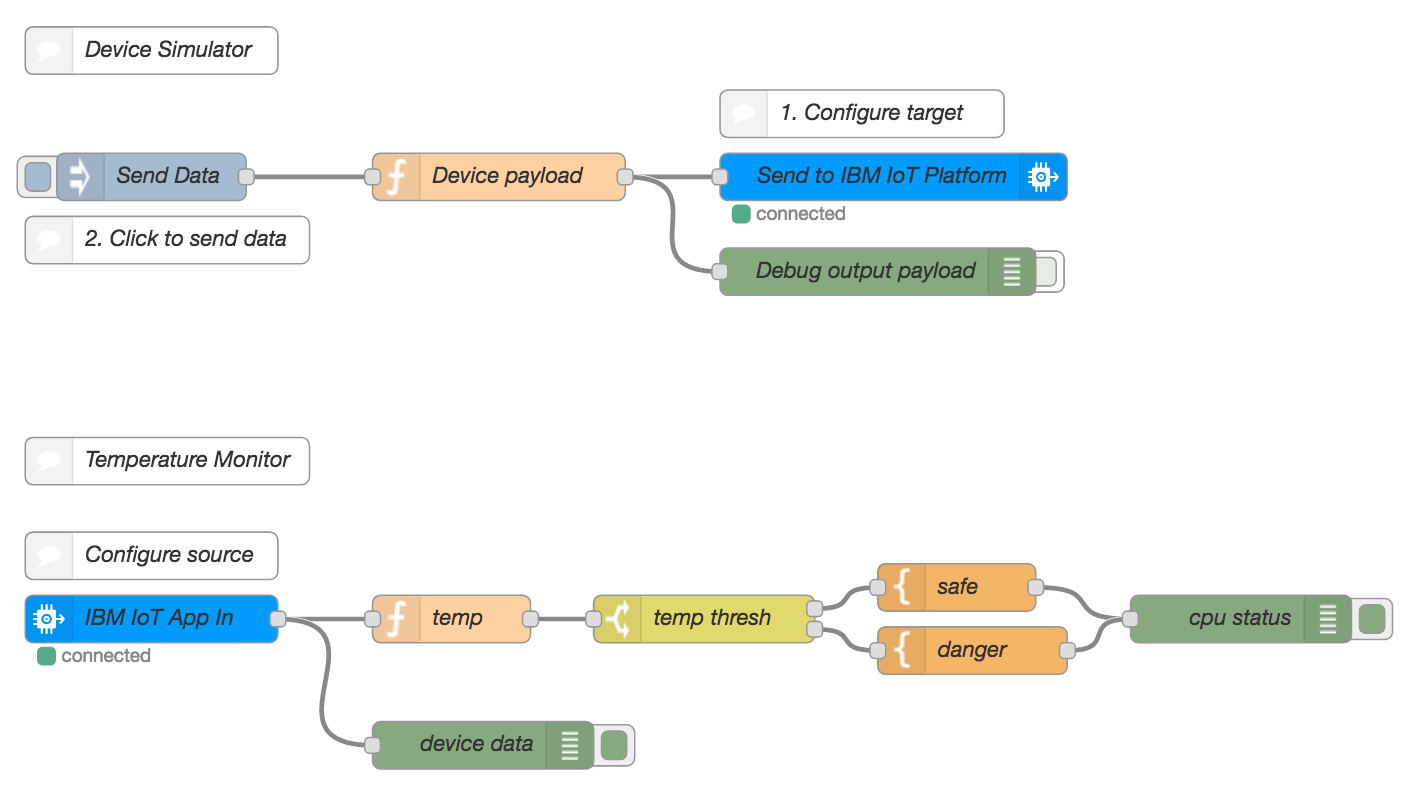 Device Simulator
1. Configure target
Send Data
Device payload
Send to IBM IoT Platform
connected
2. Click to send data
Debug output payload
Temperature Monitor
Configure source
IBM IoT App In
temp
temp thresh
safe
danger
cpu status
connected
device data